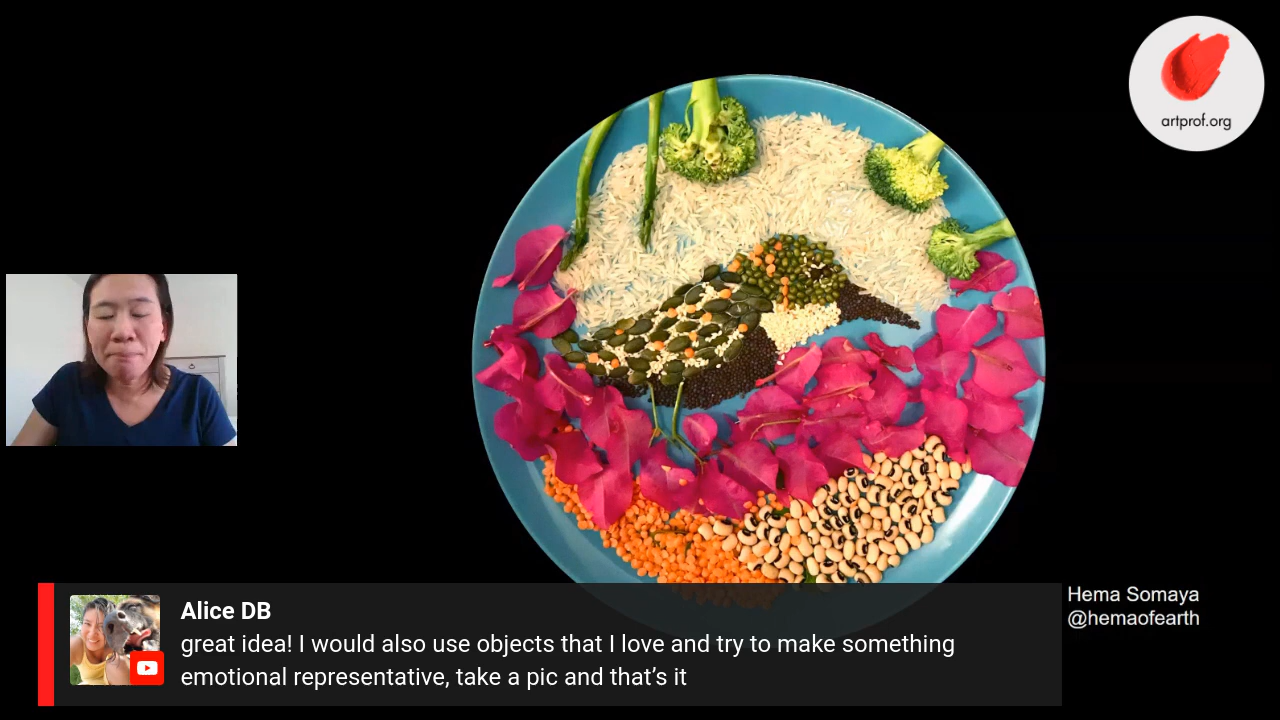 artprof.org
Hema Somaya
@hemaofearth
Alice DB
great idea! I would also use objects that I love and try to make something
emotional representative, take a pic and that’s it